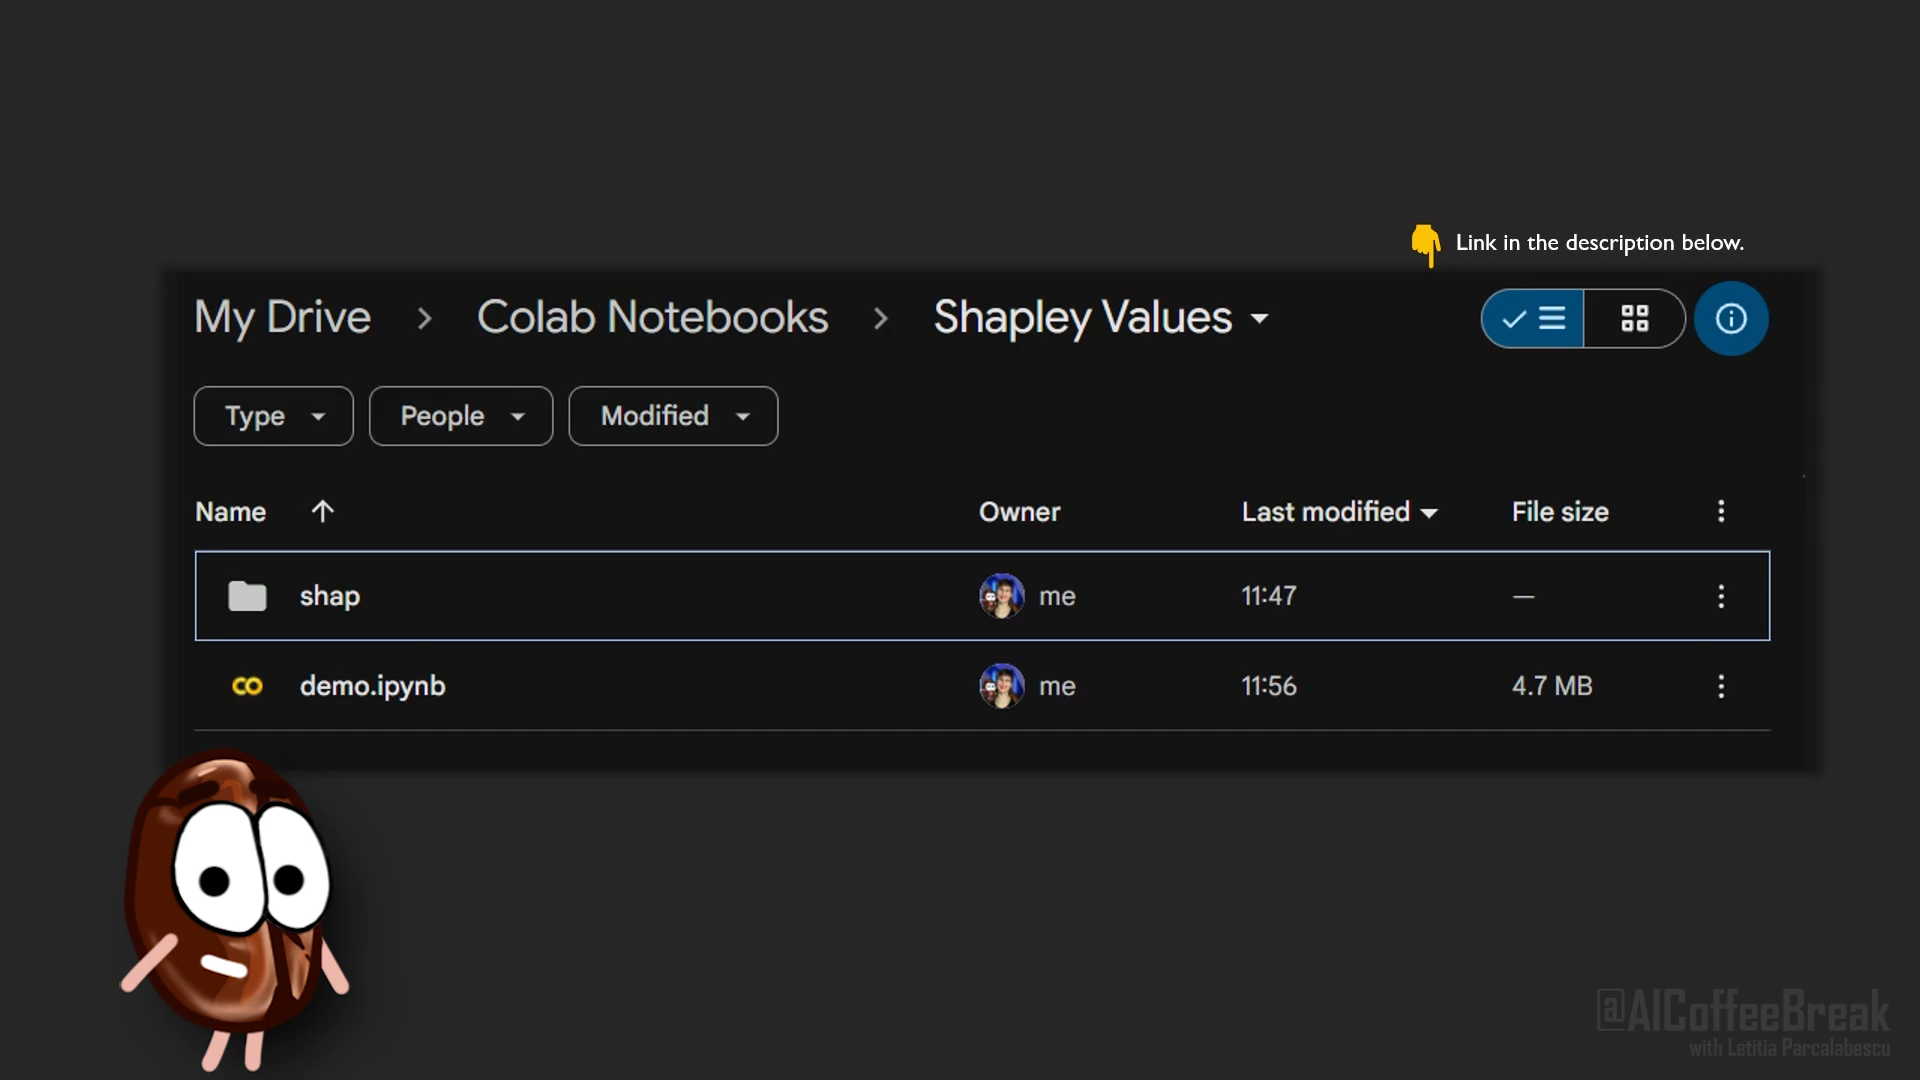 Link in the description below.
My Drive > Colab Notebooks > Shapley Values
Type People Modified
Name Owner Last modified File size
shap me 11:47 —
demo.ipynb me 11:56 4.7 MB
@AICoffeeBreak
with Letitia Parcalabescu